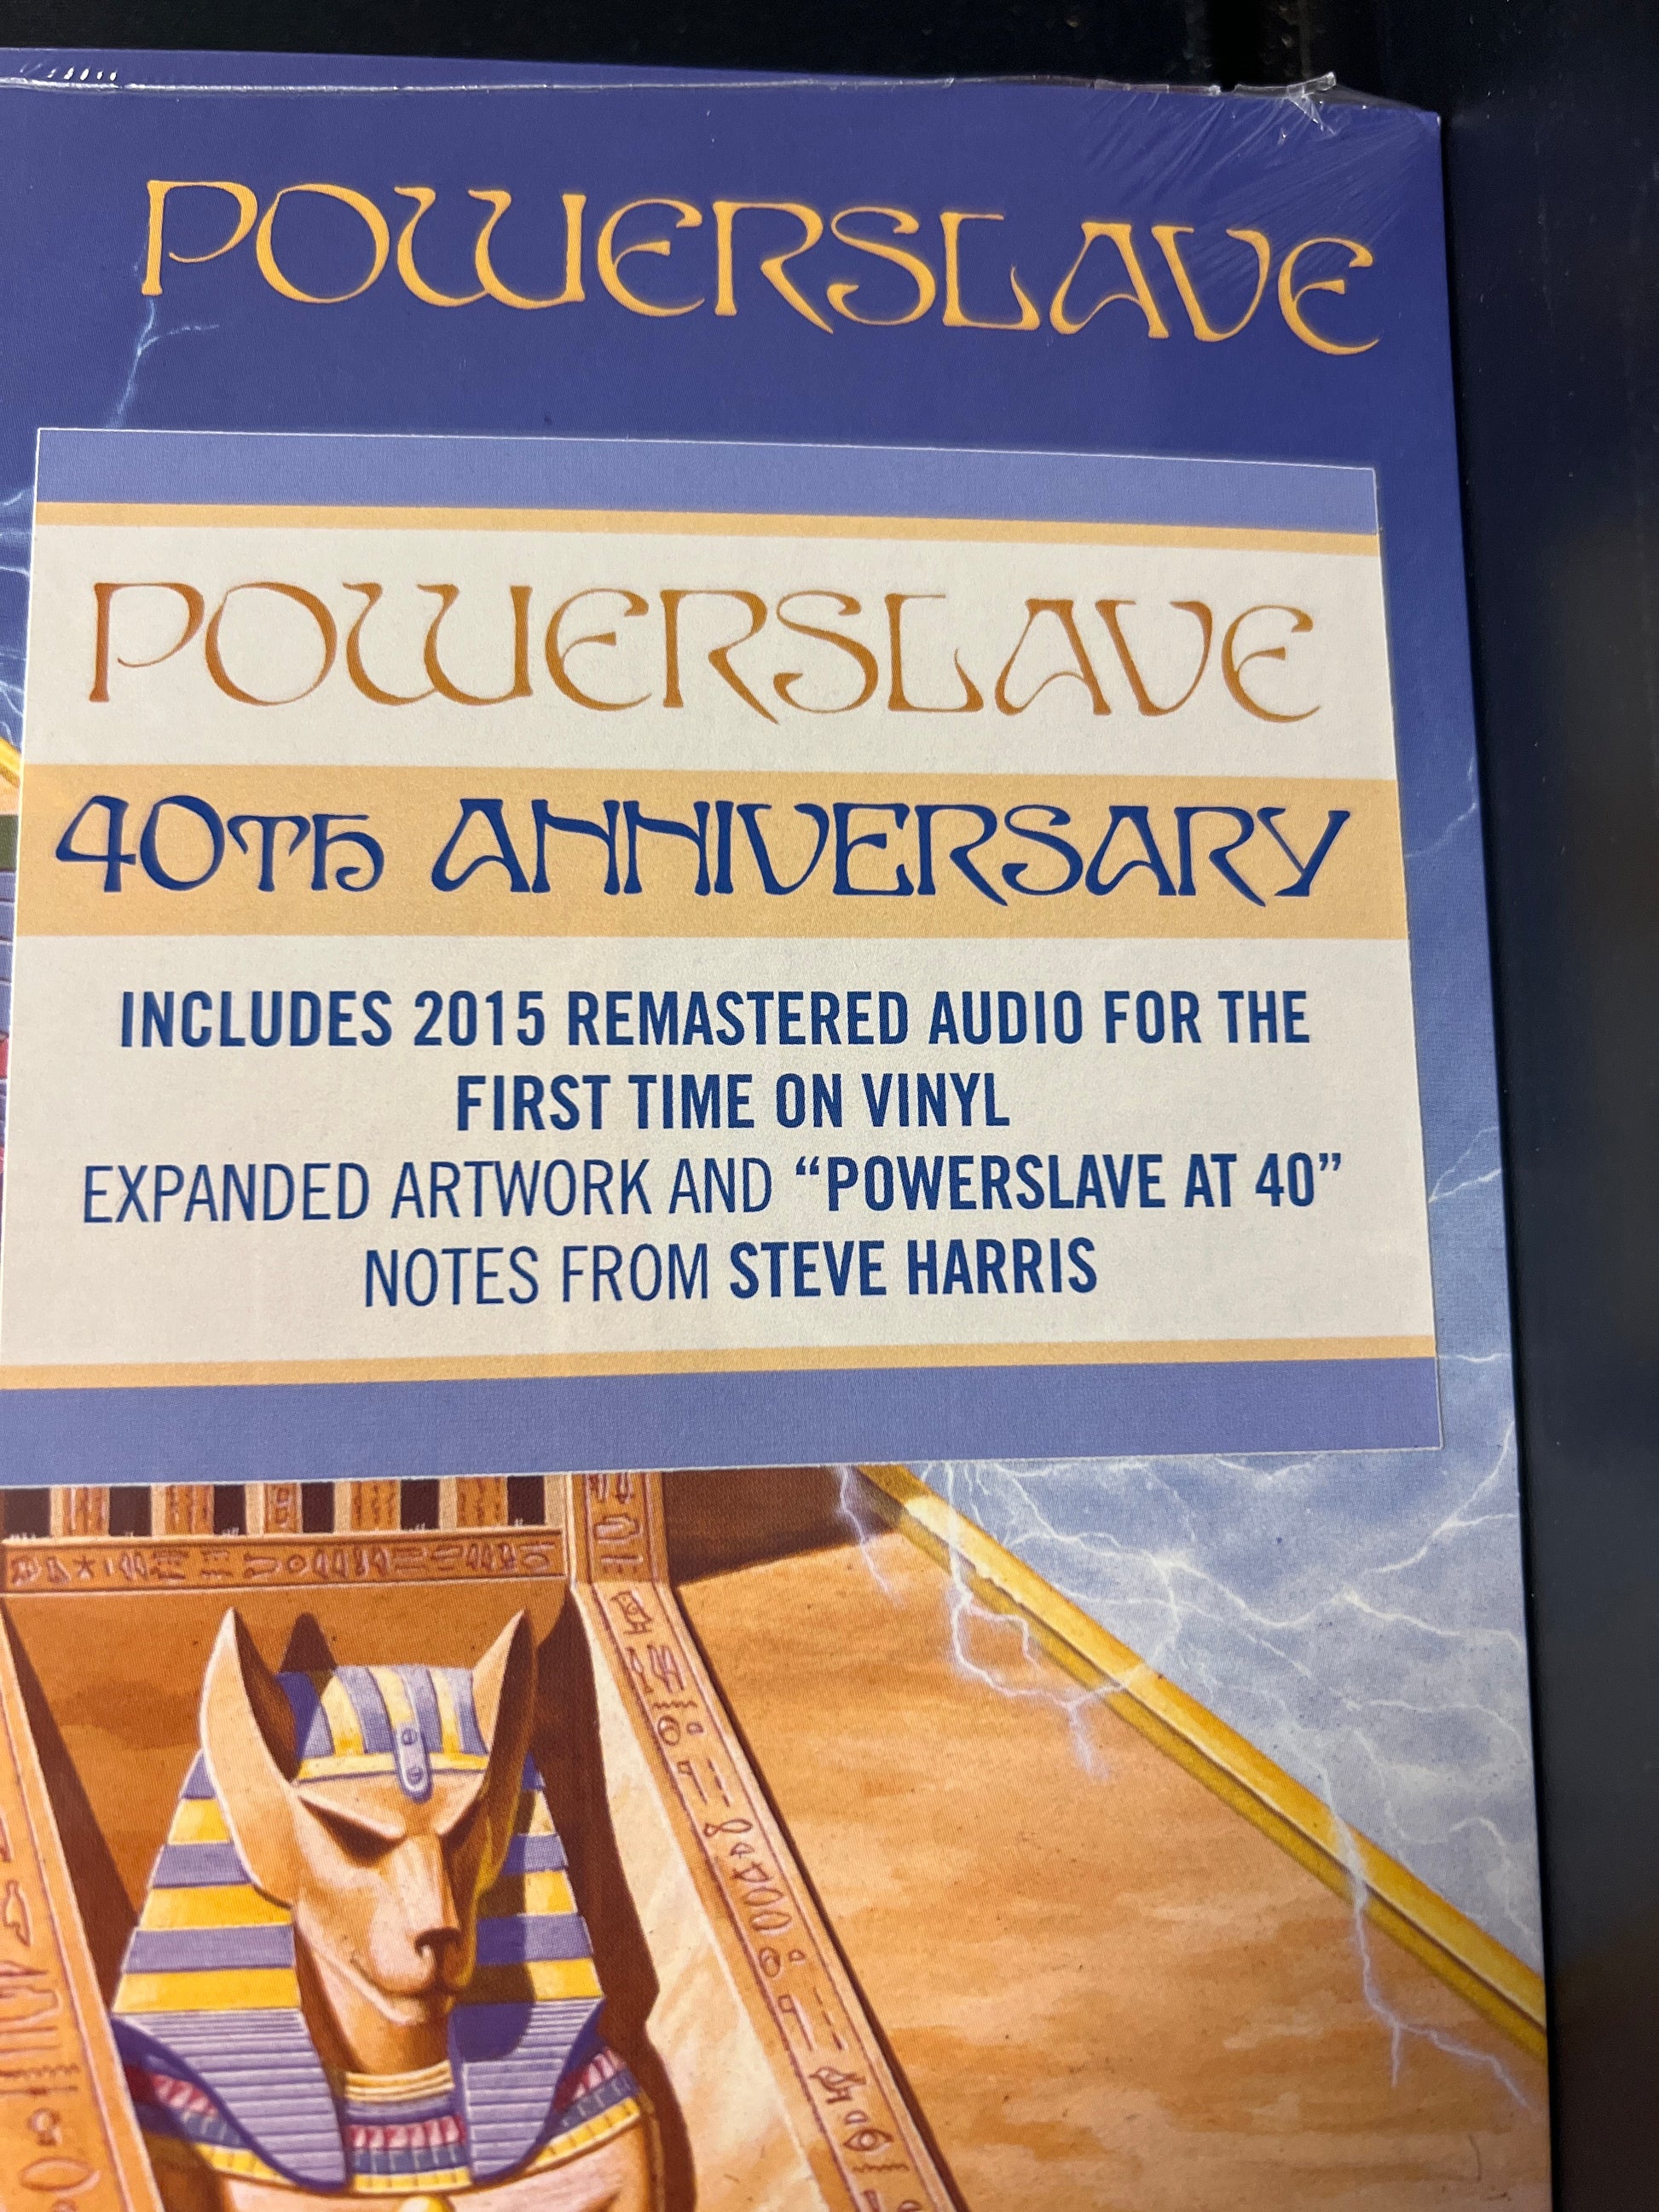 POWERSLAVE
POWERSLAVE
40Th ANNIVERSARY
INCLUDES 2015 REMASTERED AUDIO FOR THE
FIRST TIME ON VINYL
EXPANDED ARTWORK AND “POWERSLAVE AT 40”
NOTES FROM STEVE HARRIS